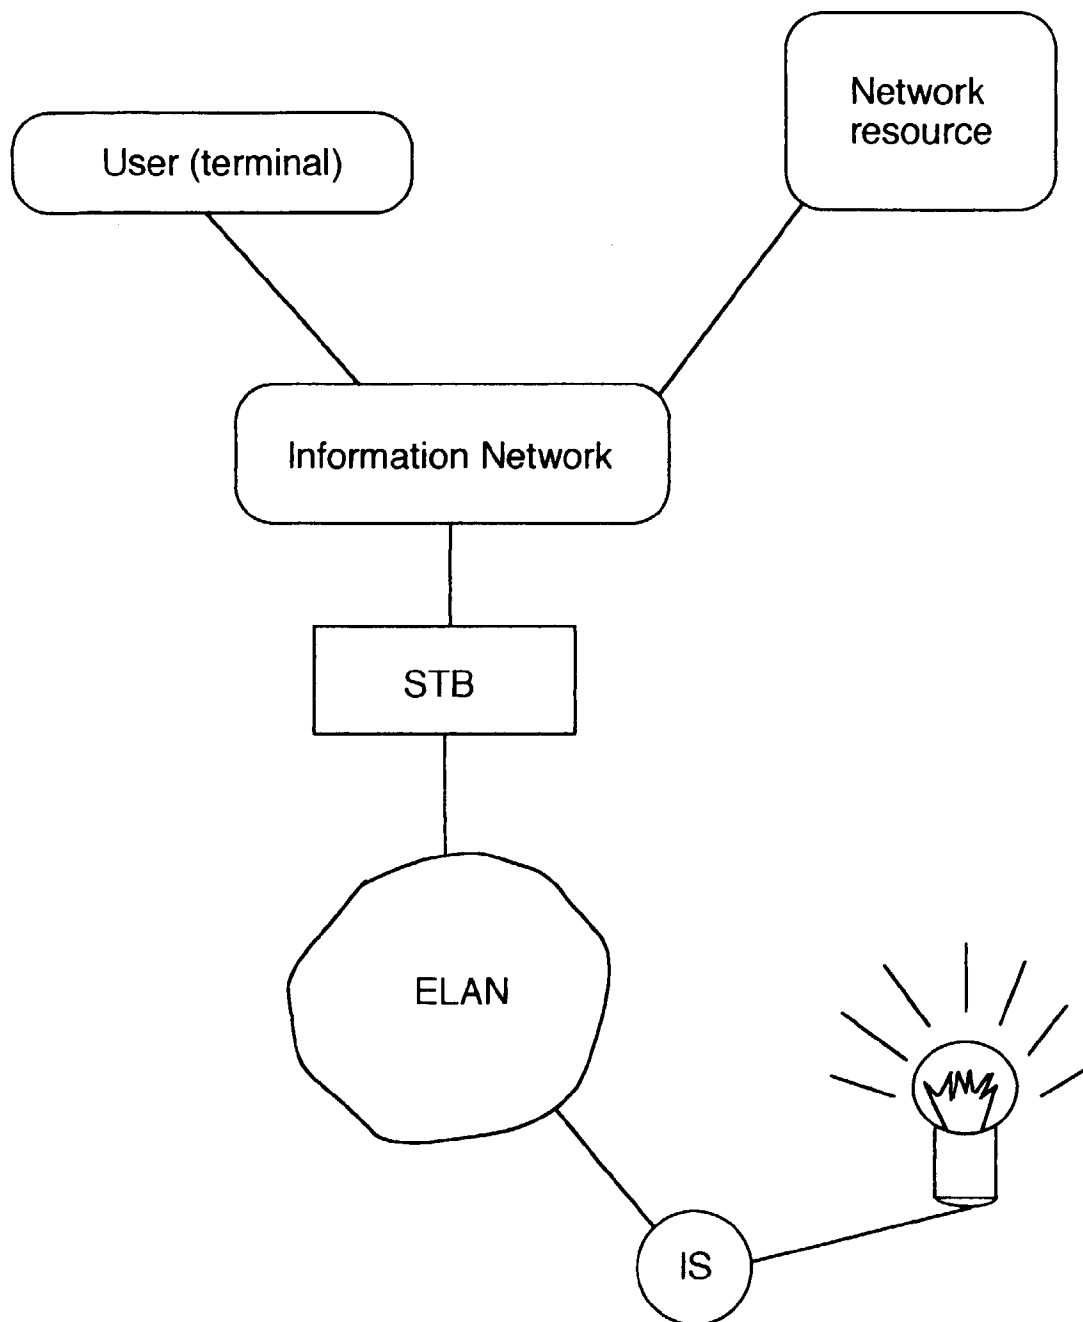 Network
resource
User (terminal)
Information Network
STB
ELAN
IS